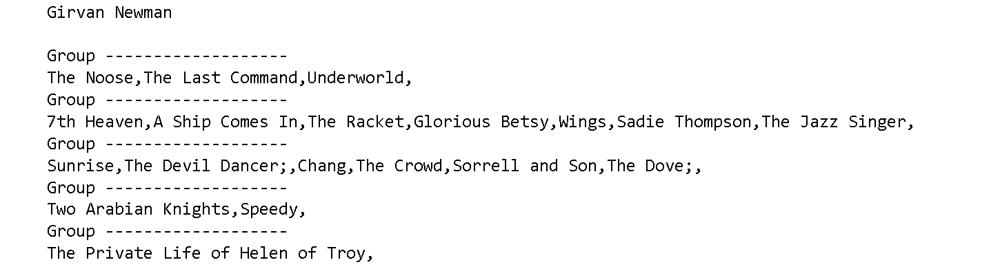 Girvan Newman
Group -------------------
The Noose,The Last Command,Underworld,
Group -------------------
7th Heaven,A Ship Comes In,The Racket,Glorious Betsy,Wings,Sadie Thompson,The Jazz Singer,
Group -------------------
Sunrise,The Devil Dancer;,Chang,The Crowd,Sorrell and Son,The Dove;,
Group -------------------
Two Arabian Knights,Speedy,
Group -------------------
The Private Life of Helen of Troy,